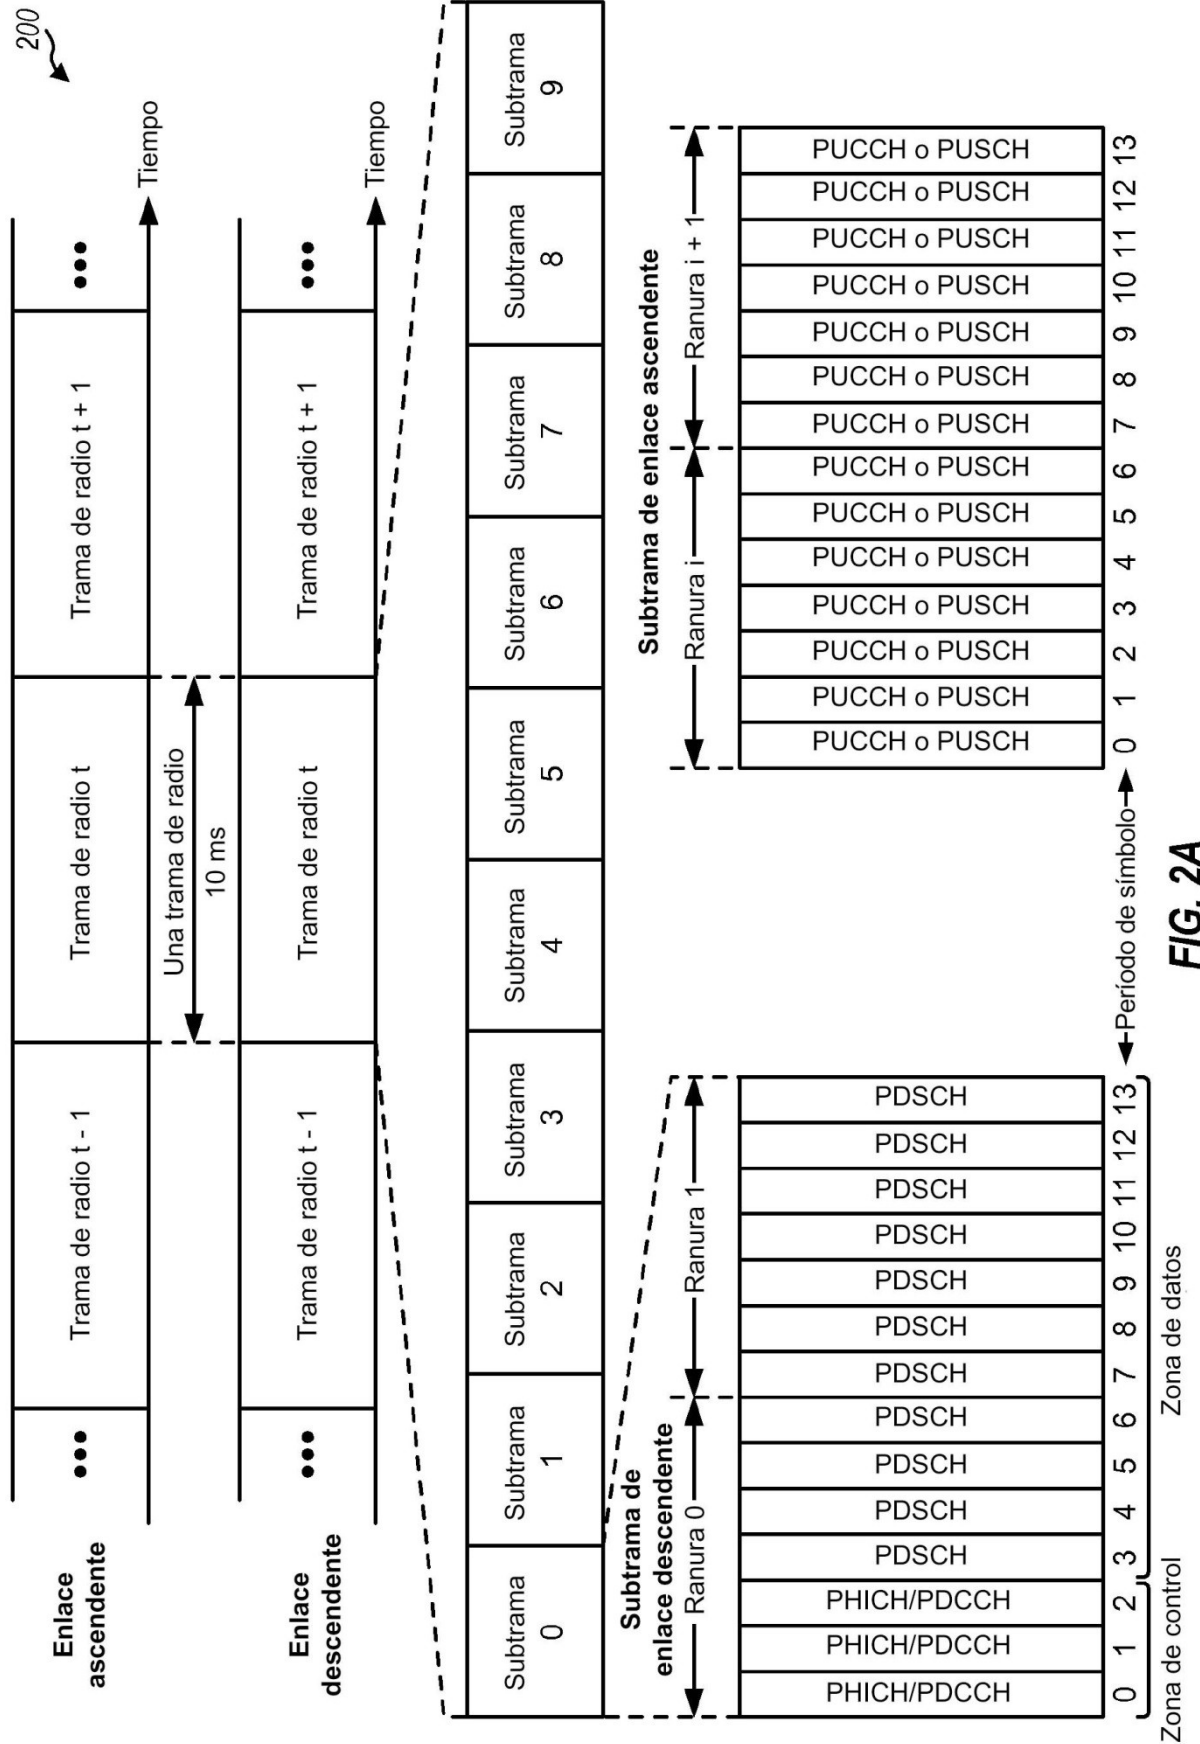 200
Enlace
ascendente
•••
Trama de radio t - 1
Trama de radio t
Trama de radio t + 1
•••
Tiempo
Una trama de radio
10 ms
Enlace
descendente
•••
Trama de radio t - 1
Trama de radio t
Trama de radio t + 1
•••
Tiempo
Subtrama
0
Subtrama
1
Subtrama
2
Subtrama
3
Subtrama
4
Subtrama
5
Subtrama
6
Subtrama
7
Subtrama
8
Subtrama
9
Subtrama de
enlace descendente
Ranura 0
Ranura 1
PHICH/PDCCH
PHICH/PDCCH
PHICH/PDCCH
PDSCH
PDSCH
PDSCH
PDSCH
PDSCH
PDSCH
PDSCH
PDSCH
PDSCH
PDSCH
PDSCH
0 1 2 3 4 5 6 7 8 9 10 11 12 13
Zona de control
Zona de datos
Período de símbolo
Subtrama de enlace ascendente
Ranura i
Ranura i + 1
PUCCH o PUSCH
PUCCH o PUSCH
PUCCH o PUSCH
PUCCH o PUSCH
PUCCH o PUSCH
PUCCH o PUSCH
PUCCH o PUSCH
PUCCH o PUSCH
PUCCH o PUSCH
PUCCH o PUSCH
PUCCH o PUSCH
PUCCH o PUSCH
PUCCH o PUSCH
PUCCH o PUSCH
0 1 2 3 4 5 6 7 8 9 10 11 12 13
FIG. 2A